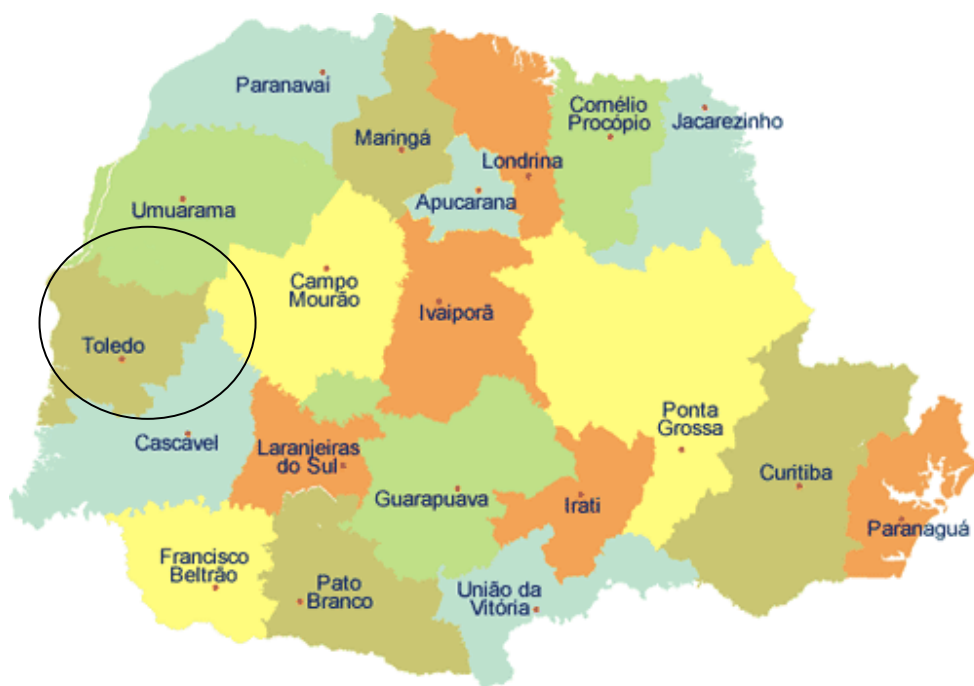 Paranavaí
Maringá
Cornélio
Procópio
Jacarezinho
Londrina
Apucarana
Umuarama
Campo
Mourão
Ivaiporã
Toledo
Cascável
Laranjeiras
do Sul
Ponta
Grossa
Guarapuava
Irati
Curitiba
Paranaguá
Francisco
Beltrão
Pato
Branco
União da
Vitória